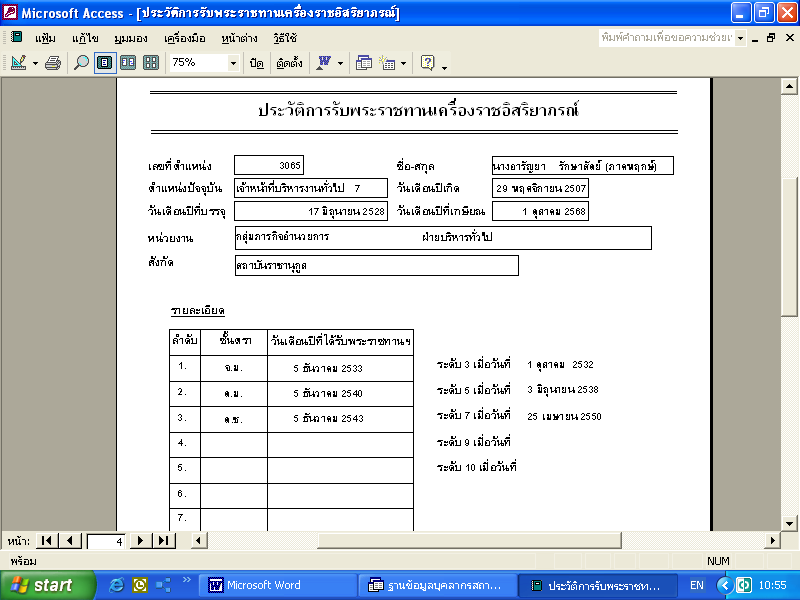 Microsoft Access - [ประวัติการรับพระราชทานเครื่องราชอิสริยาภรณ์]
แฟ้ม แก้ไข มุมมอง เครื่องมือ หน้าต่าง วิธีใช้ พิมพ์คำถามเพื่อขอความช่วยเ
75% ปิด ติดตั้ง
ประวัติการรับพระราชทานเครื่องราชอิสริยาภรณ์
เลขที่ตำแหน่ง 3065 ชื่อ-สกุล นางอารัญยา รักษาสัตย์ (ภาคพฤกษ์)
ตำแหน่งปัจจุบัน เจ้าหน้าที่บริหารงานทั่วไป 7 วันเดือนปีเกิด 29 พฤศจิกายน 2507
วันเดือนปีที่บรรจุ 17 มิถุนายน 2528 วันเดือนปีที่เกษียณ 1 ตุลาคม 2568
หน่วยงาน กลุ่มภารกิจอำนวยการ ฝ่ายบริหารทั่วไป
สังกัด สถาบันราชานุกูล
รายละเอียด
ลำดับ ชั้นตรา วันเดือนปีที่ได้รับพระราชทานฯ
1. จ.ม. 5 ธันวาคม 2533 ระดับ 3 เมื่อวันที่ 1 ตุลาคม 2532
2. ต.ม. 5 ธันวาคม 2540 ระดับ 5 เมื่อวันที่ 3 มิถุนายน 2538
3. ต.ช. 5 ธันวาคม 2543 ระดับ 7 เมื่อวันที่ 25 เมษายน 2550
4. ระดับ 9 เมื่อวันที่
5. ระดับ 10 เมื่อวันที่
6.
7.
หน้า: 4
พร้อม NUM
start Microsoft Word ฐานข้อมูลบุคลากรสถา... ประวัติการรับพระราชท... EN 10:55